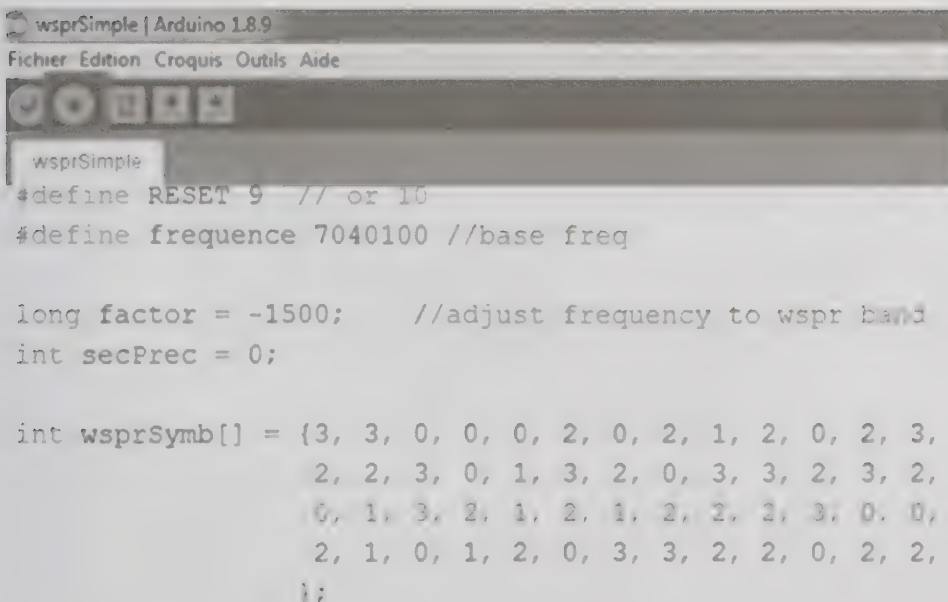 wsprSimple | Arduino 1.8.9
Fichier Edition Croquis Outils Aide
wsprSimple
#define RESET 9 // or 10
#define frequence 7040100 //base freq
long factor = -1500; //adjust frequency to wspr band
int secPrec = 0;
int wsprSymb[] = {3, 3, 0, 0, 0, 2, 0, 2, 1, 2, 0, 2, 3,
2, 2, 3, 0, 1, 3, 2, 0, 3, 3, 2, 3, 2,
0, 1, 3, 2, 1, 2, 1, 2, 2, 2, 3, 0, 0,
2, 1, 0, 1, 2, 0, 3, 3, 2, 2, 0, 2, 2,
};